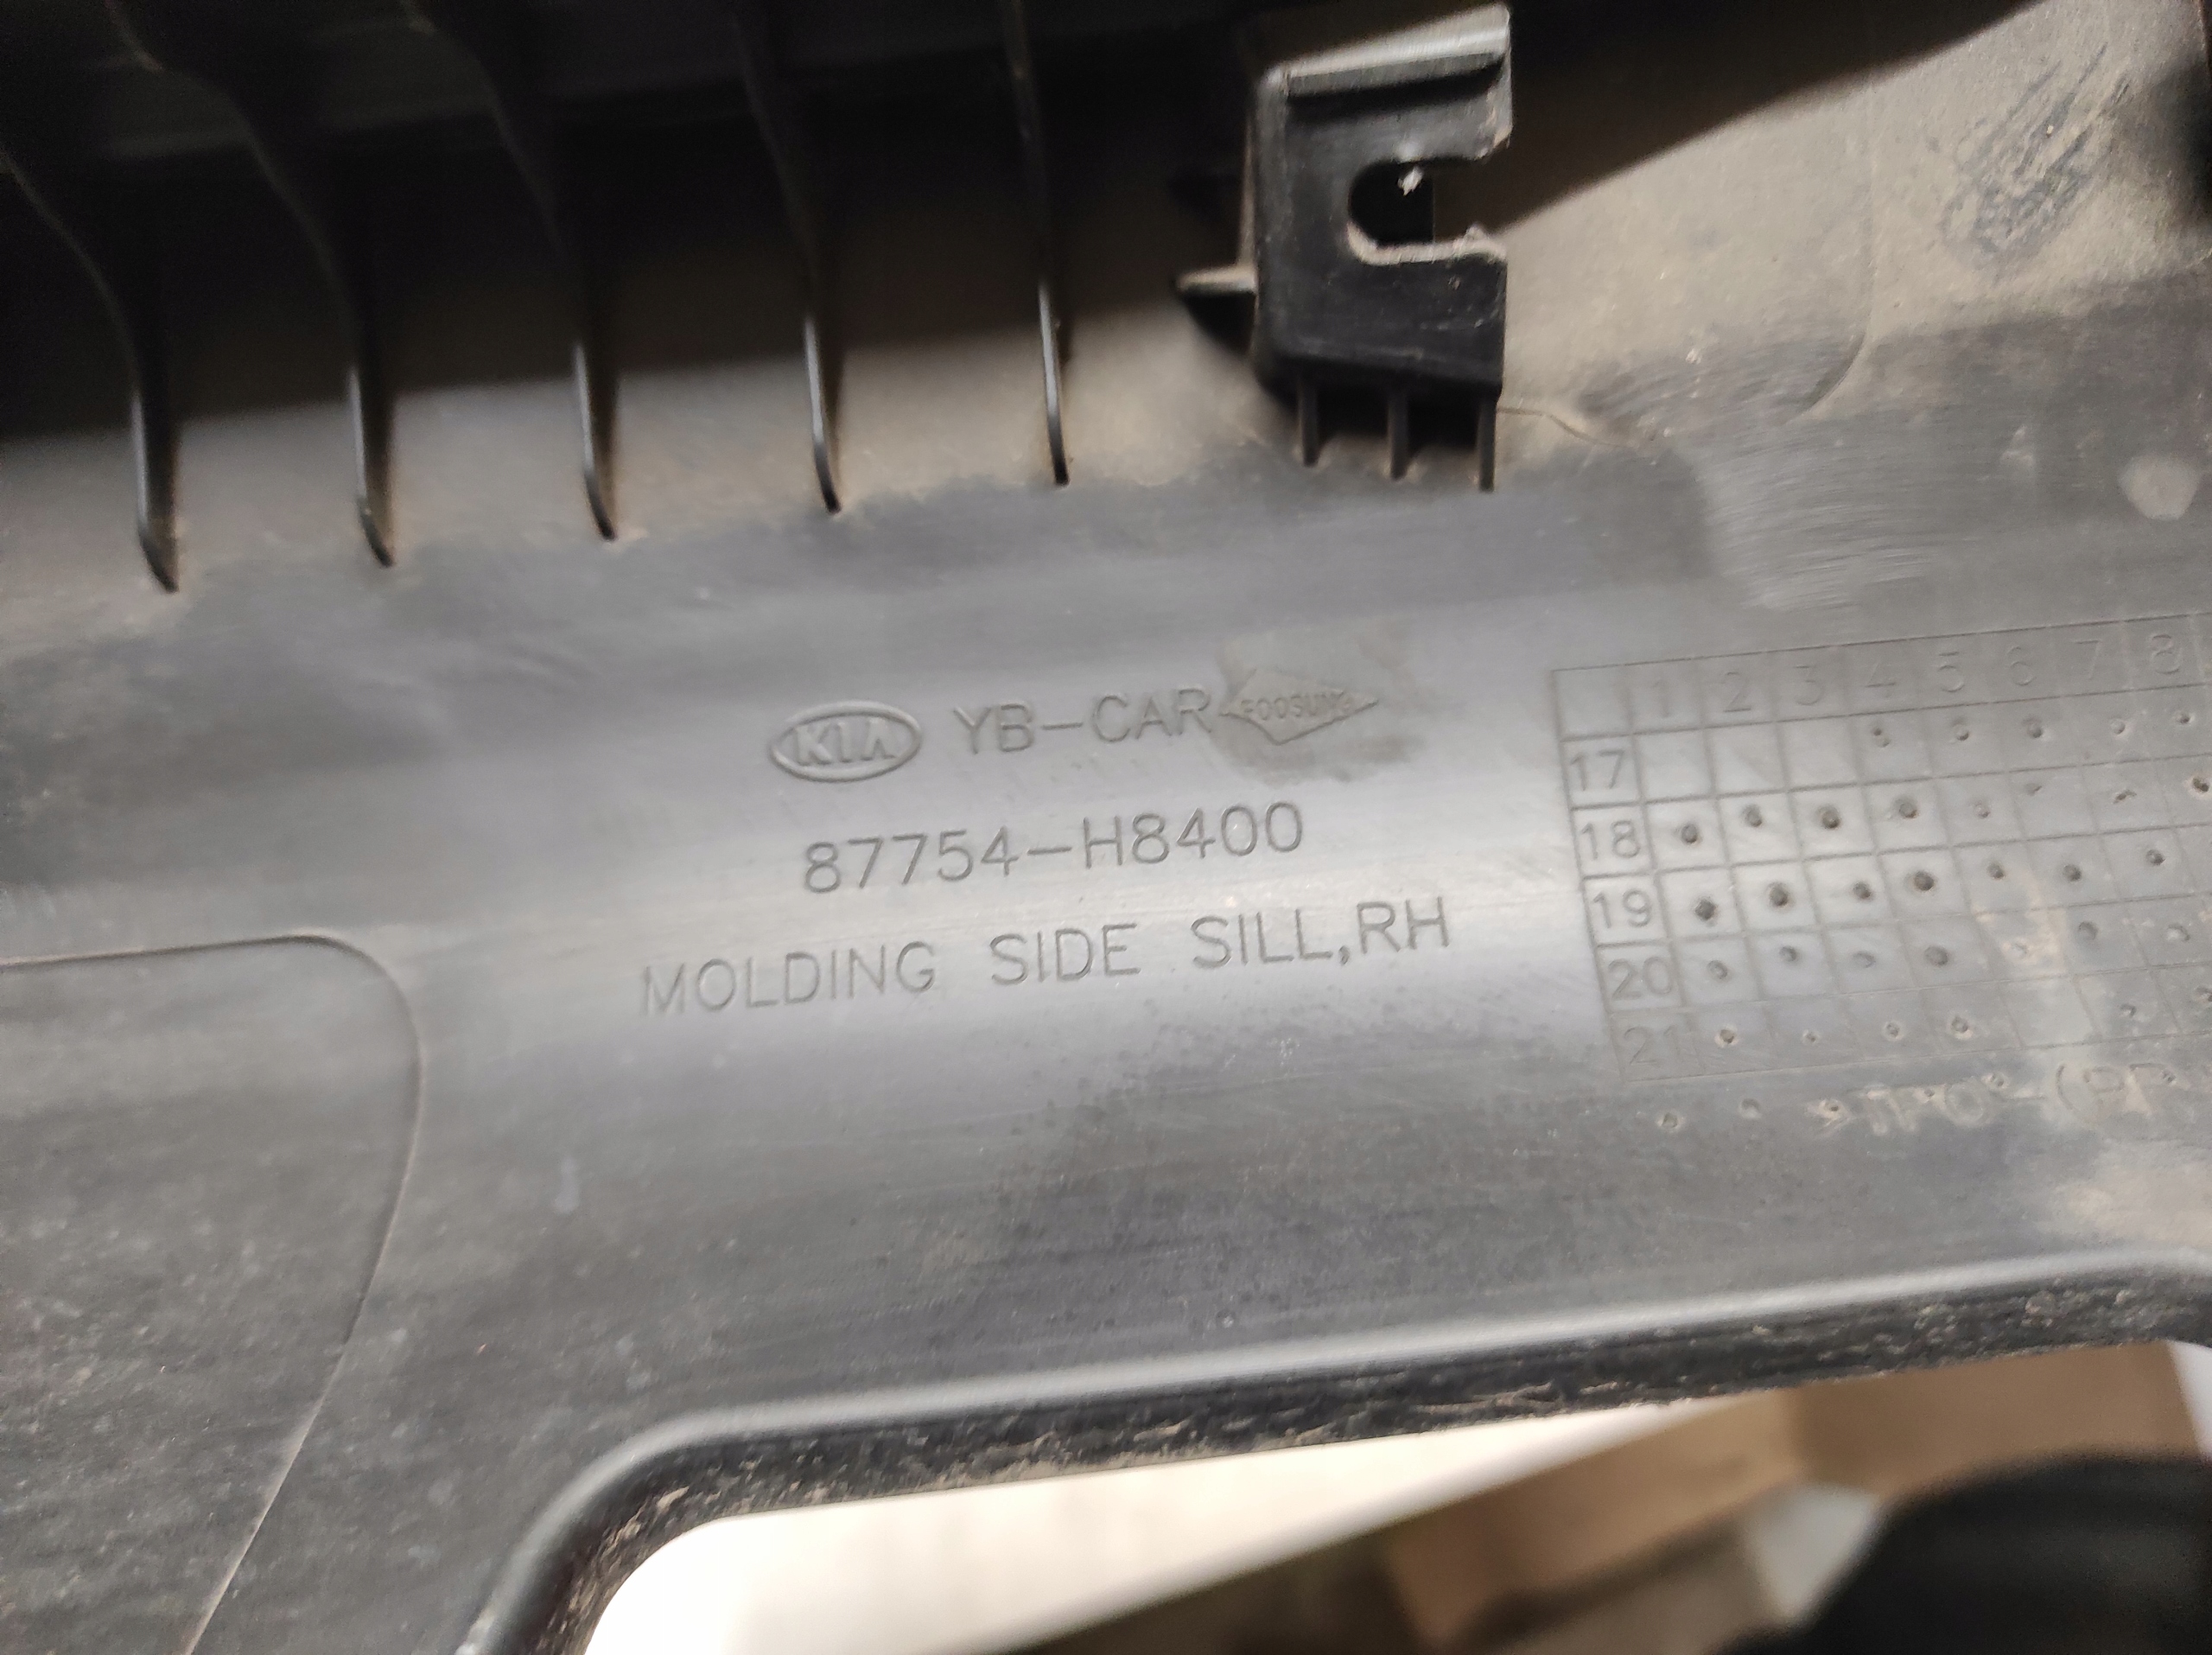 KIA YB-CAR FOOSUNG
87754-H8400
MOLDING SIDE SILL,RH
1 2 3 4 5 6 7 8
17
18
19
20
21